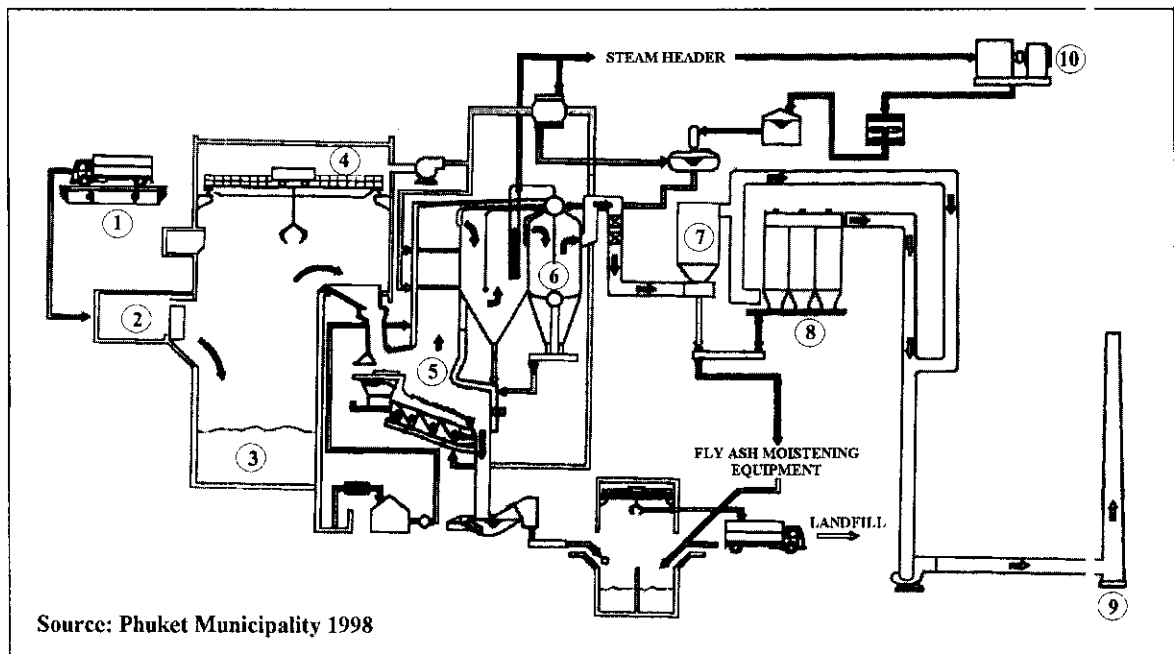 STEAM HEADER
10
4
1
7
6
2
8
5
3
FLY ASH MOISTENING
EQUIPMENT
LANDFILL
9
Source: Phuket Municipality 1998